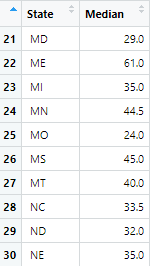 State Median
21 MD 29.0
22 ME 61.0
23 MI 35.0
24 MN 44.5
25 MO 24.0
26 MS 45.0
27 MT 40.0
28 NC 33.5
29 ND 32.0
30 NE 35.0